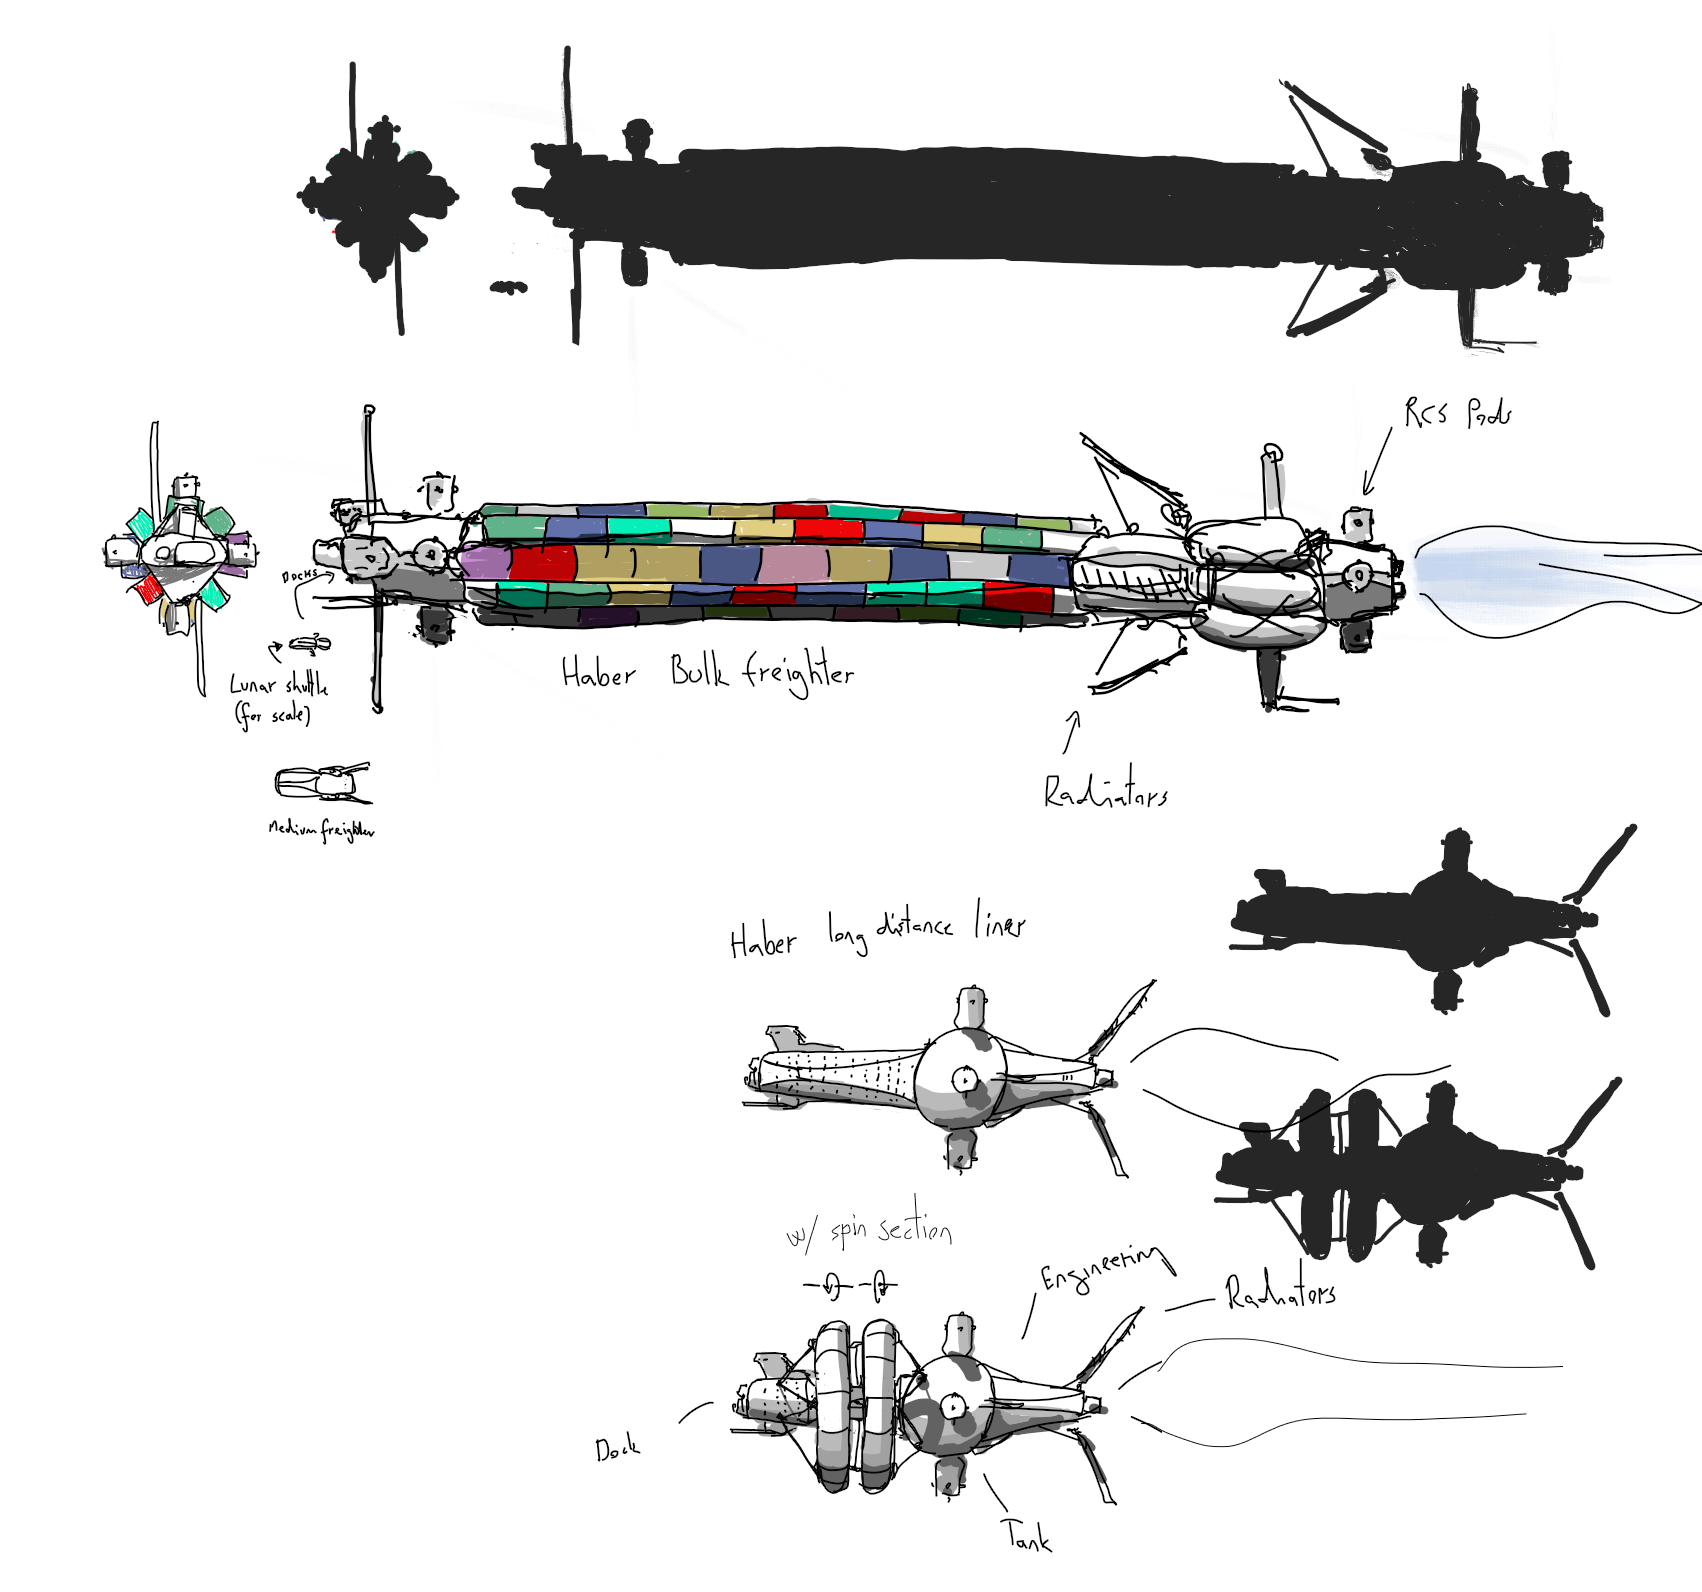 RCS Pods
Docks
Haber Bulk freighter
Lunar shuttle
(for scale)
Radiators
Medium freighter
Haber long distance liner
w/ spin section
Engineering
Radiators
Dock
Tank